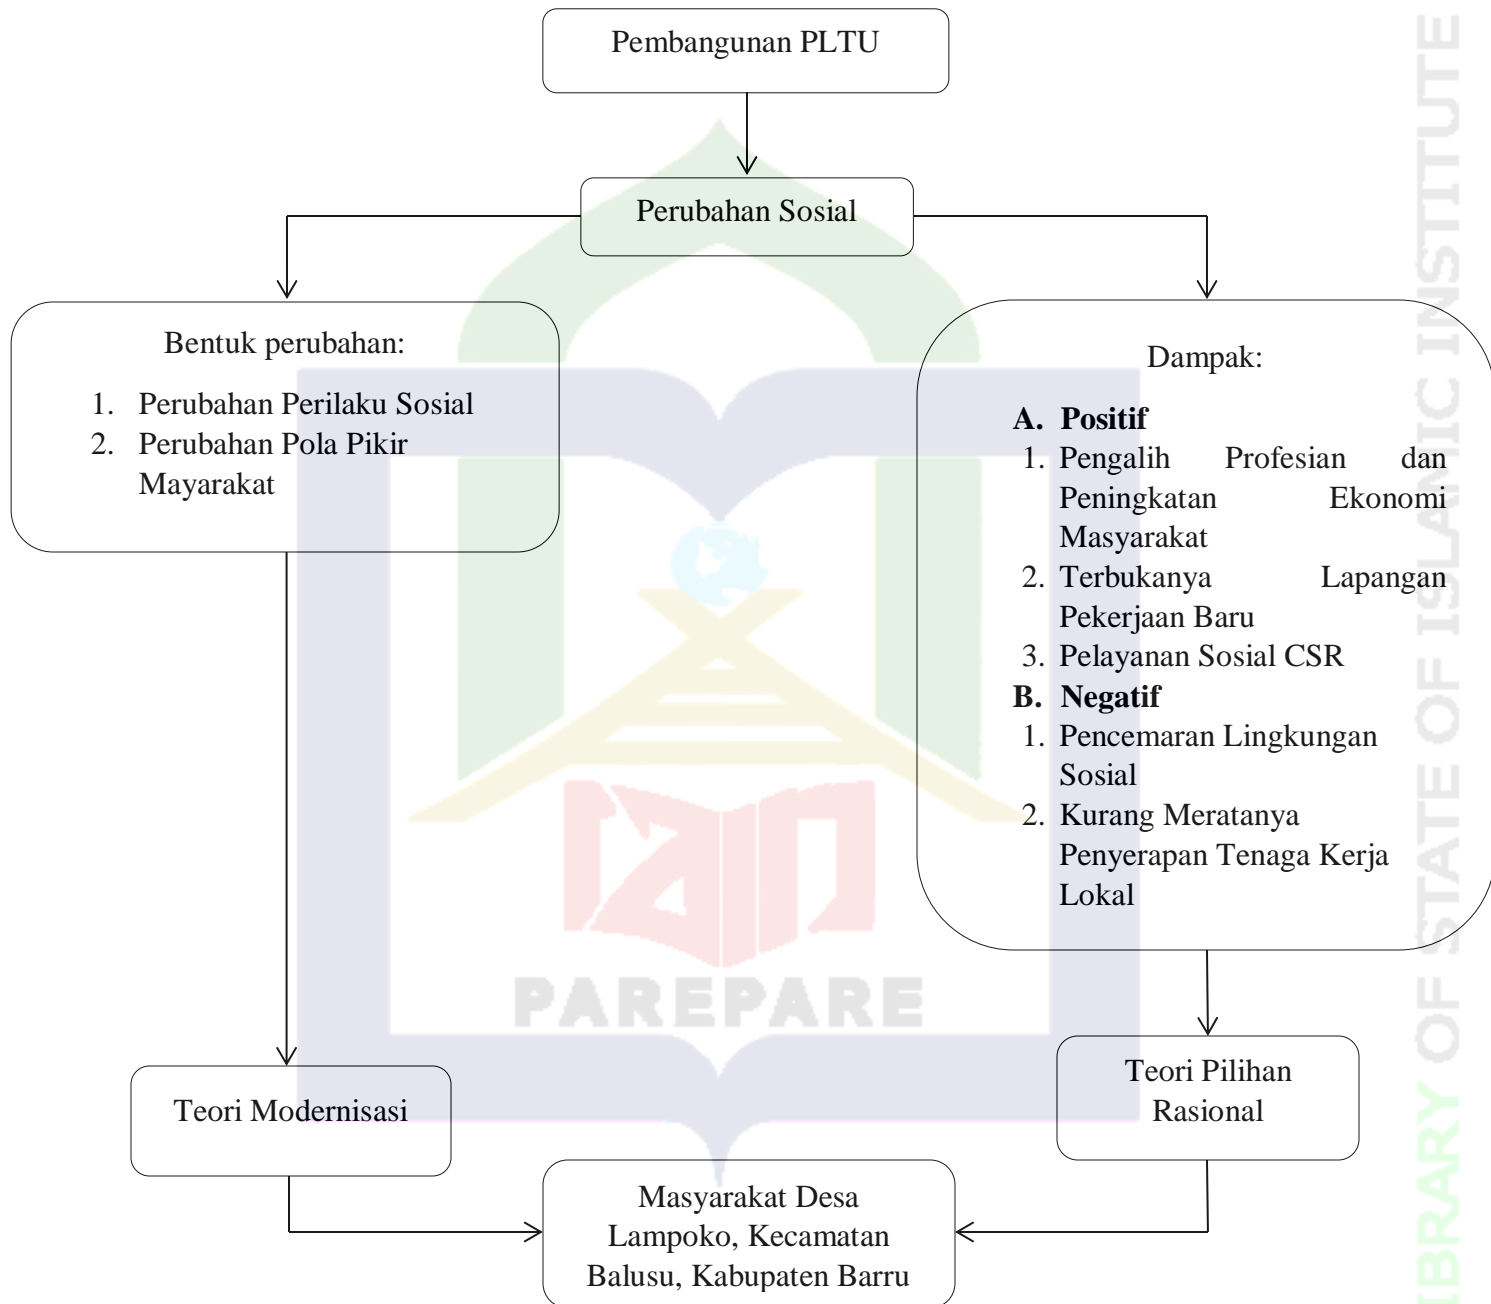 Pembangunan PLTU
Perubahan Sosial
Bentuk perubahan:
1. Perubahan Perilaku Sosial
2. Perubahan Pola Pikir
Mayarakat
Dampak:
A. Positif
1. Pengalih Profesian dan
Peningkatan Ekonomi
Masyarakat
2. Terbukanya Lapangan
Pekerjaan Baru
3. Pelayanan Sosial CSR
B. Negatif
1. Pencemaran Lingkungan
Sosial
2. Kurang Meratanya
Penyerapan Tenaga Kerja
Lokal
Teori Modernisasi
Teori Pilihan
Rasional
Masyarakat Desa
Lampoko, Kecamatan
Balusu, Kabupaten Barru
iain
PAREPARE
IBRARY OF STATE OF ISLAMIC INSTITUTE